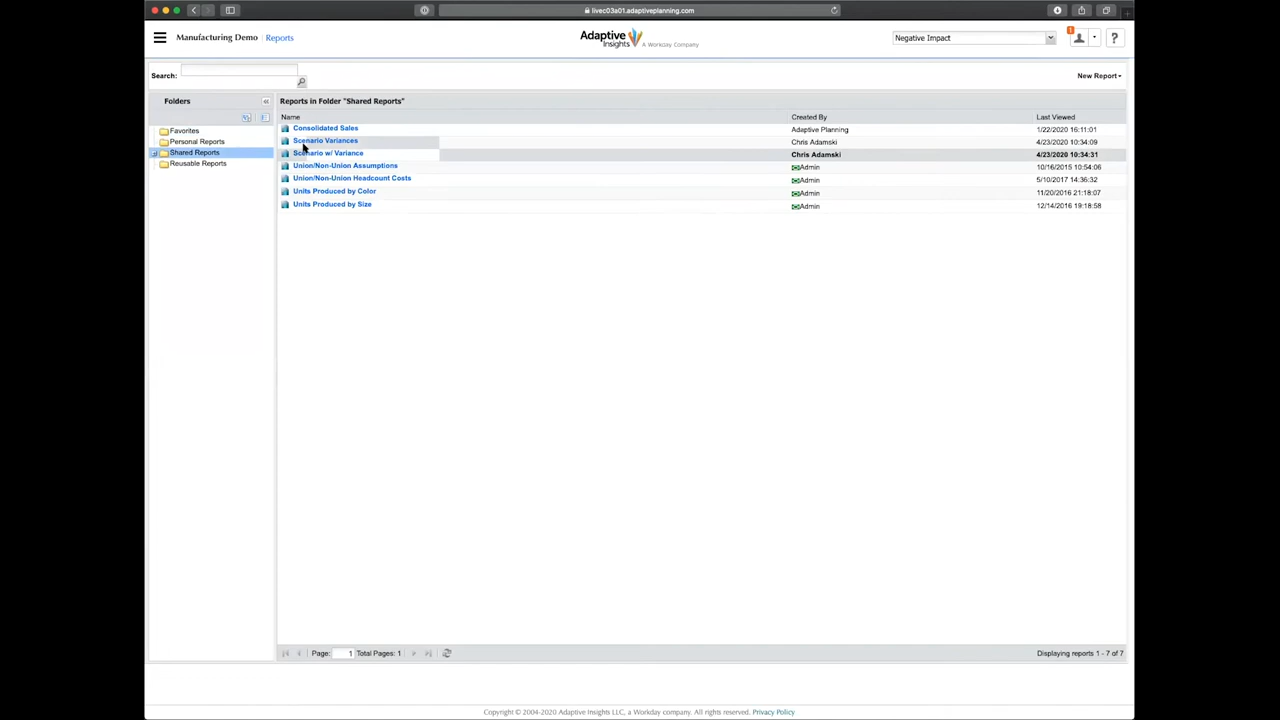 livec03a01.adaptiveplanning.com
Manufacturing Demo Reports
Adaptive
Insights A Workday Company
Negative Impact
1
?
Search:
New Report
Folders
Reports in Folder "Shared Reports"
Name Created By Last Viewed
Favorites
Personal Reports
Shared Reports
Reusable Reports
Consolidated Sales Adaptive Planning 1/22/2020 16:11:01
Scenario Variances Chris Adamski 4/23/2020 10:34:09
Scenario w/ Variance Chris Adamski 4/23/2020 10:34:31
Union/Non-Union Assumptions Admin 10/16/2015 10:54:06
Union/Non-Union Headcount Costs Admin 5/10/2017 14:36:32
Units Produced by Color Admin 11/20/2016 21:18:07
Units Produced by Size Admin 12/14/2016 19:18:58
Page: 1 Total Pages: 1
Displaying reports 1 - 7 of 7
Copyright © 2004-2020 Adaptive Insights LLC, a Workday company. All rights reserved. Privacy Policy